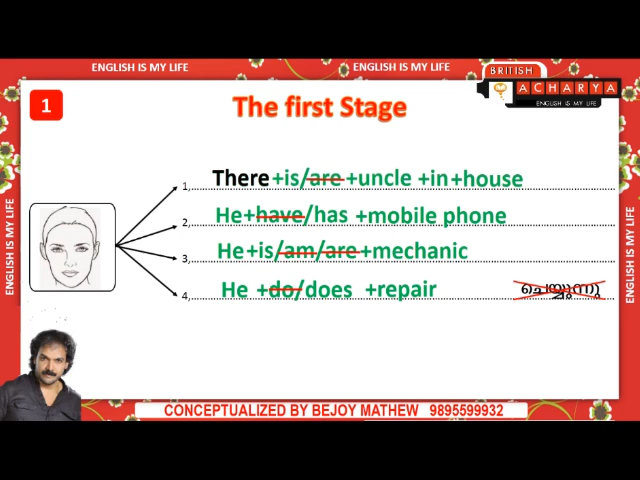 ENGLISH IS MY LIFE
ENGLISH IS MY LIFE
BRITISH
ACHARYA
ENGLISH IS MY LIFE
1
The first Stage
1, There +is/are +uncle +in +house
2, He +have/has +mobile phone
3, He +is/am/are +mechanic
4, He +do/does +repair ചെയ്യുന്നു
ENGLISH IS MY LIFE
ENGLISH IS MY LIFE
CONCEPTUALIZED BY BEJOY MATHEW 9895599932